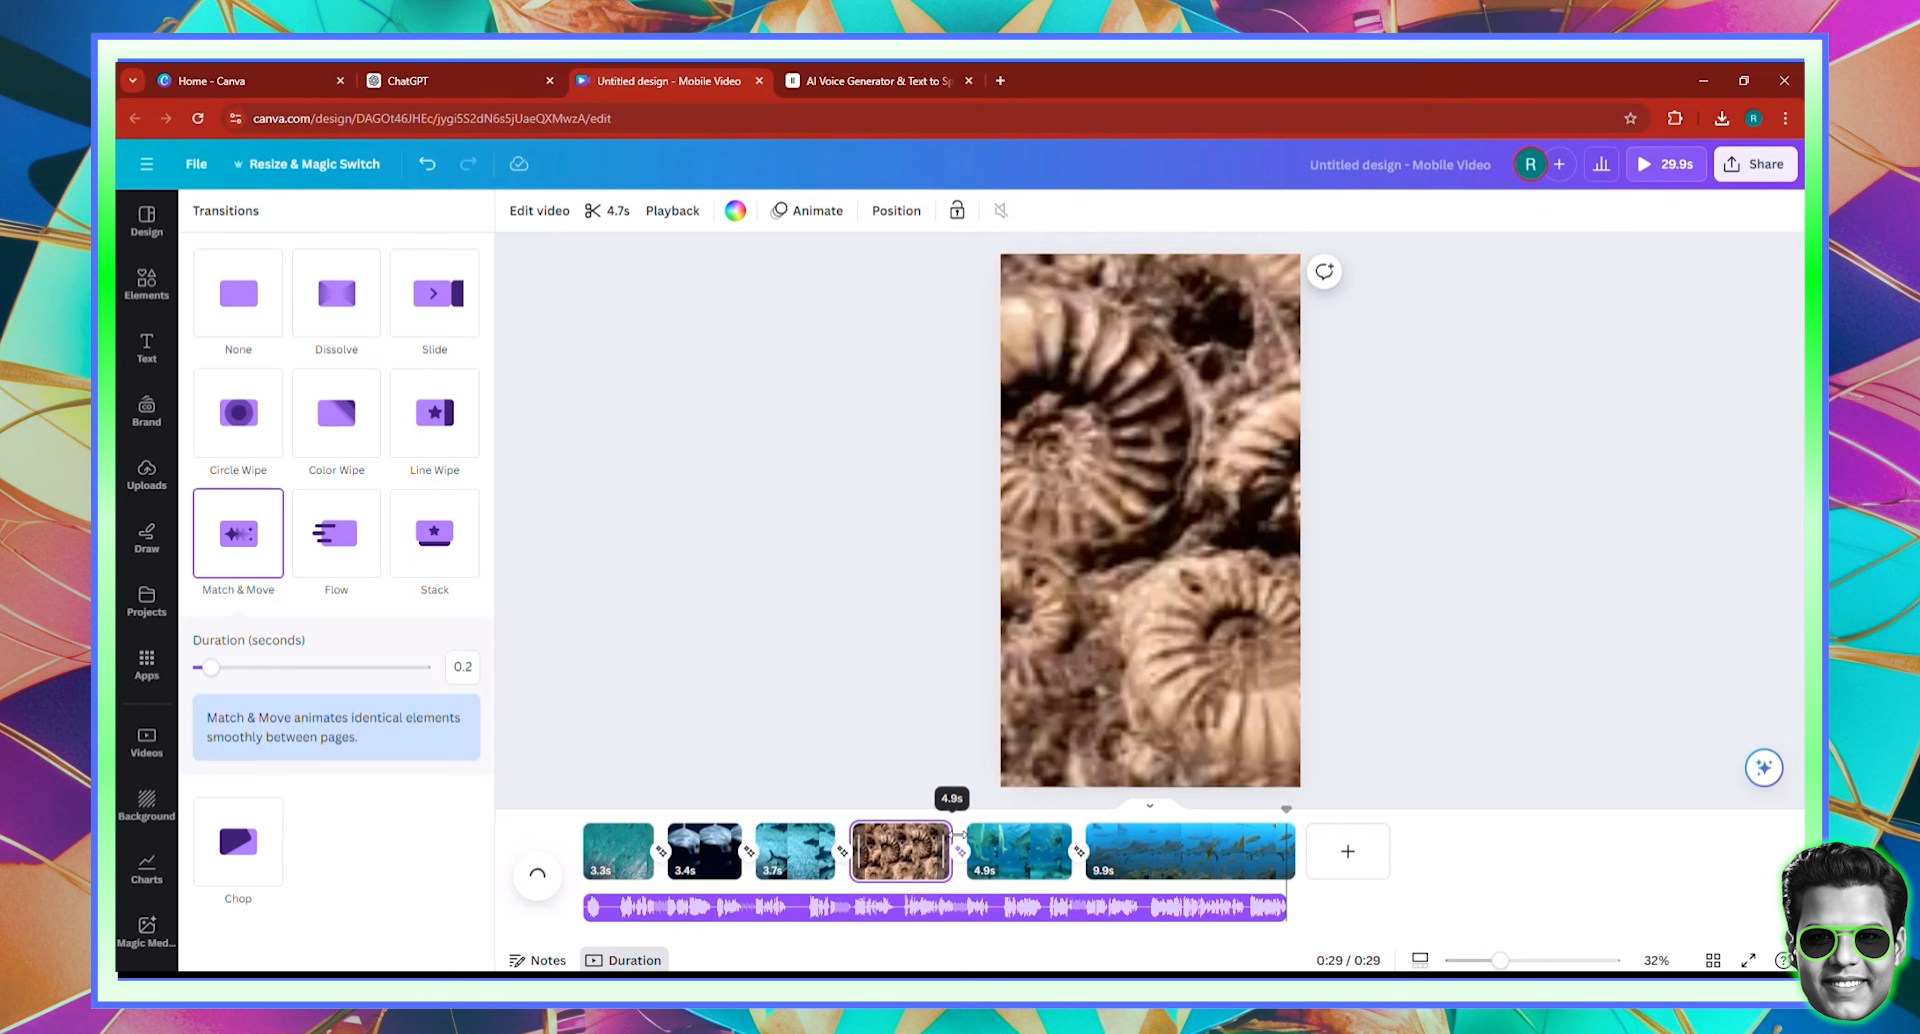 Home - Canva
ChatGPT
Untitled design - Mobile Video
AI Voice Generator & Text to Sp
canva.com/design/DAGOt46JHEc/jygi5S2dN6s5jUaeQXMwzA/edit
R
File
Resize & Magic Switch
Untitled design - Mobile Video
R
29.9s
Share
Design
Elements
Text
Brand
Uploads
Draw
Projects
Apps
Videos
Background
Charts
Magic Med...
Transitions
None
Dissolve
Slide
Circle Wipe
Color Wipe
Line Wipe
Match & Move
Flow
Stack
Duration (seconds)
0.2
Match & Move animates identical elements
smoothly between pages.
Chop
Edit video
4.7s
Playback
Animate
Position
4.9s
3.3s
3.4s
3.7s
4.9s
9.9s
Notes
Duration
0:29 / 0:29
32%